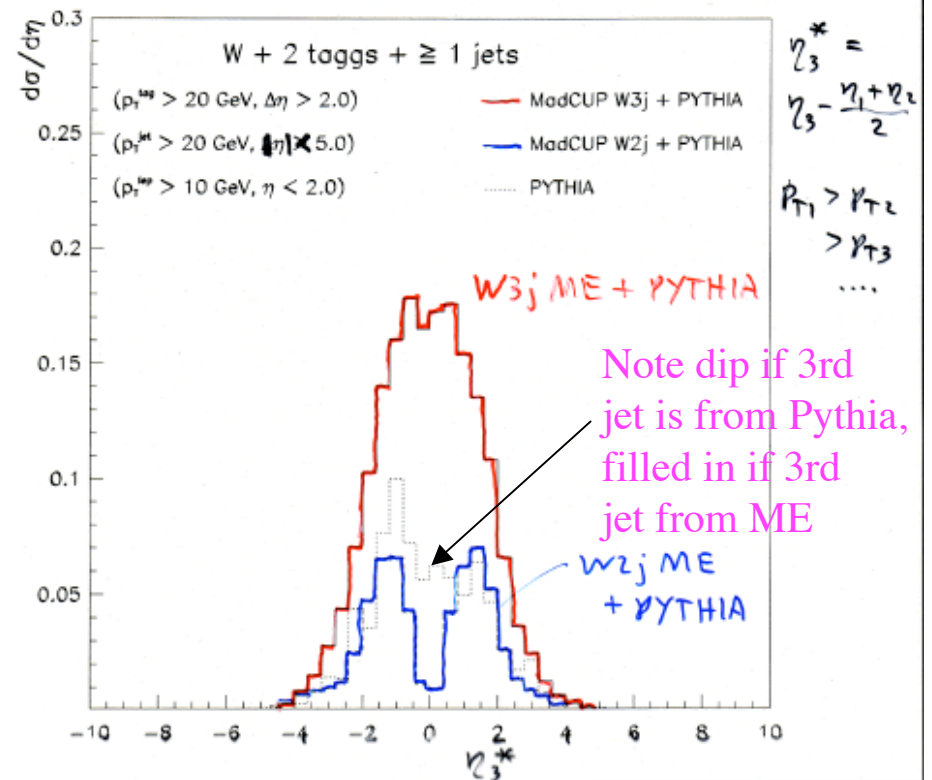 0.3
dσ/dη
W + 2 taggs + ≧ 1 jets
(p_T^tag > 20 GeV, Δη > 2.0)
MadCUP W3j + PYTHIA
0.25
(p_T^jet > 20 GeV, |η|< 5.0)
MadCUP W2j + PYTHIA
(p_T^lep > 10 GeV, η < 2.0)
PYTHIA
η₃* =
η₃ - (η₁ + η₂)/2
p_T1 > p_T2
> p_T3
....
0.2
W3j ME + PYTHIA
0.15
Note dip if 3rd
jet is from Pythia,
filled in if 3rd
jet from ME
0.1
W2j ME
+ PYTHIA
0.05
-10 -8 -6 -4 -2 0 2 4 6 8 10
η₃*